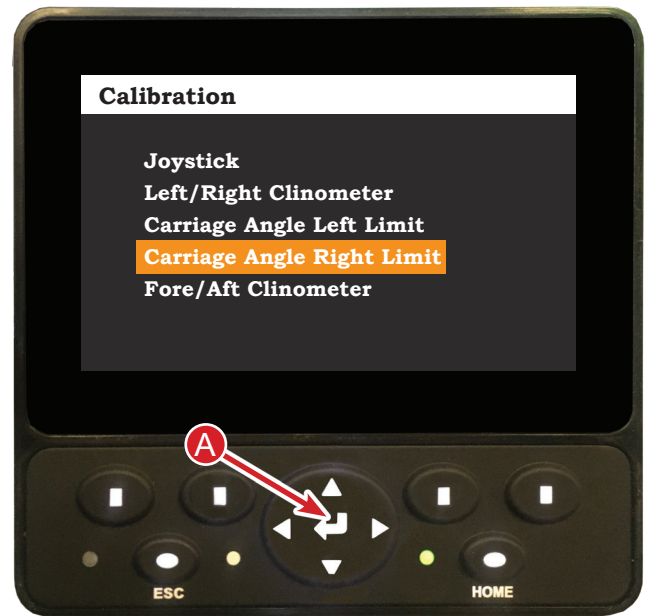 Calibration
Joystick
Left/Right Clinometer
Carriage Angle Left Limit
Carriage Angle Right Limit
Fore/Aft Clinometer
A
ESC
HOME